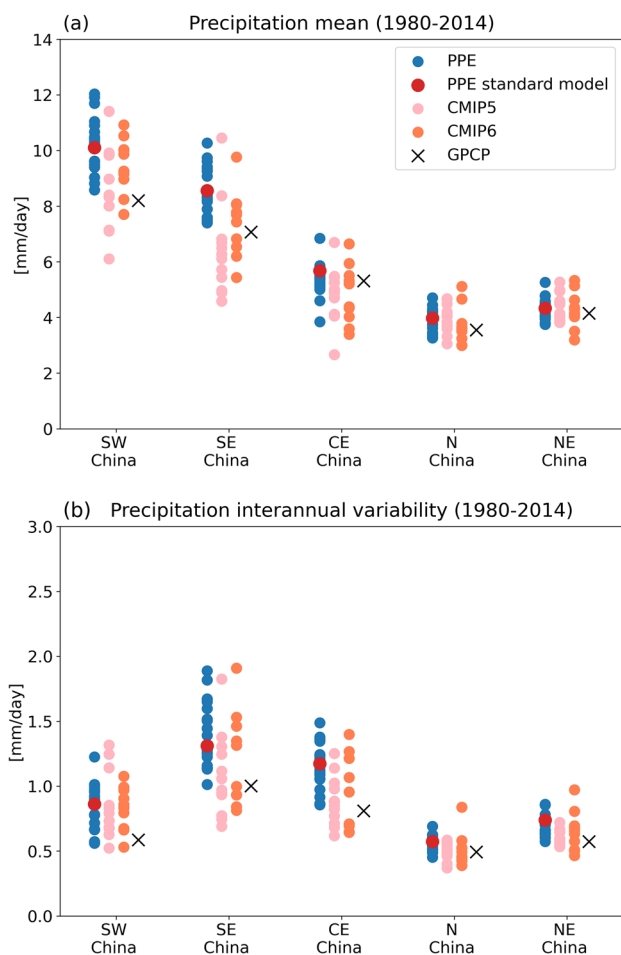 (a) Precipitation mean (1980-2014)
14
12
10
8
6
4
2
0
[mm/day]
PPE
PPE standard model
CMIP5
CMIP6
GPCP
SW China
SE China
CE China
N China
NE China
(b) Precipitation interannual variability (1980-2014)
3.0
2.5
2.0
1.5
1.0
0.5
0.0
[mm/day]
SW China
SE China
CE China
N China
NE China